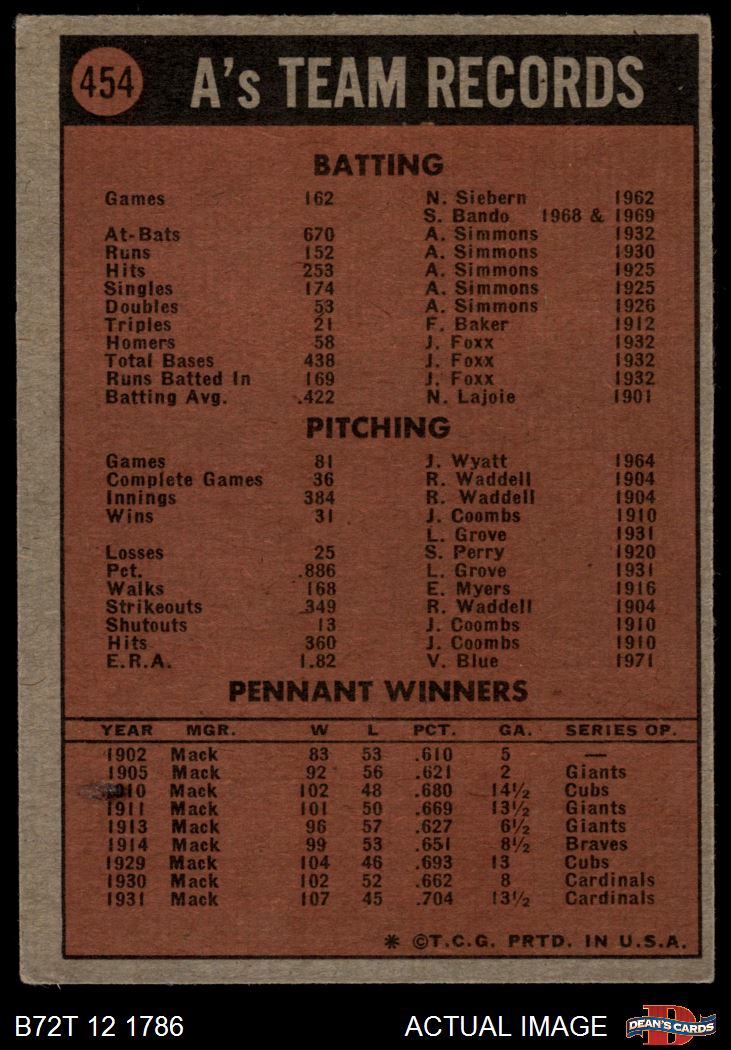 454 A's TEAM RECORDS
BATTING
Games 162 N. Siebern 1962
S. Bando 1968 & 1969
At-Bats 670 A. Simmons 1932
Runs 152 A. Simmons 1930
Hits 253 A. Simmons 1925
Singles 174 A. Simmons 1925
Doubles 53 A. Simmons 1926
Triples 21 F. Baker 1912
Homers 58 J. Foxx 1932
Total Bases 438 J. Foxx 1932
Runs Batted In 169 J. Foxx 1932
Batting Avg. .422 N. Lajoie 1901
PITCHING
Games 81 J. Wyatt 1964
Complete Games 36 R. Waddell 1904
Innings 384 R. Waddell 1904
Wins 31 J. Coombs 1910
L. Grove 1931
Losses 25 S. Perry 1920
Pct. .886 L. Grove 1931
Walks 168 E. Myers 1916
Strikeouts 349 R. Waddell 1904
Shutouts 13 J. Coombs 1910
Hits 360 J. Coombs 1910
E.R.A. 1.82 V. Blue 1971
PENNANT WINNERS
YEAR MGR. W L PCT. GA. SERIES OP.
1902 Mack 83 53 .610 5 —
1905 Mack 92 56 .621 2 Giants
1910 Mack 102 48 .680 14½ Cubs
1911 Mack 101 50 .669 13½ Giants
1913 Mack 96 57 .627 6½ Giants
1914 Mack 99 53 .651 8½ Braves
1929 Mack 104 46 .693 13 Cubs
1930 Mack 102 52 .662 8 Cardinals
1931 Mack 107 45 .704 13½ Cardinals
* ©T.C.G. PRTD. IN U.S.A.
B72T 12 1786 ACTUAL IMAGE DEAN'S CARDS